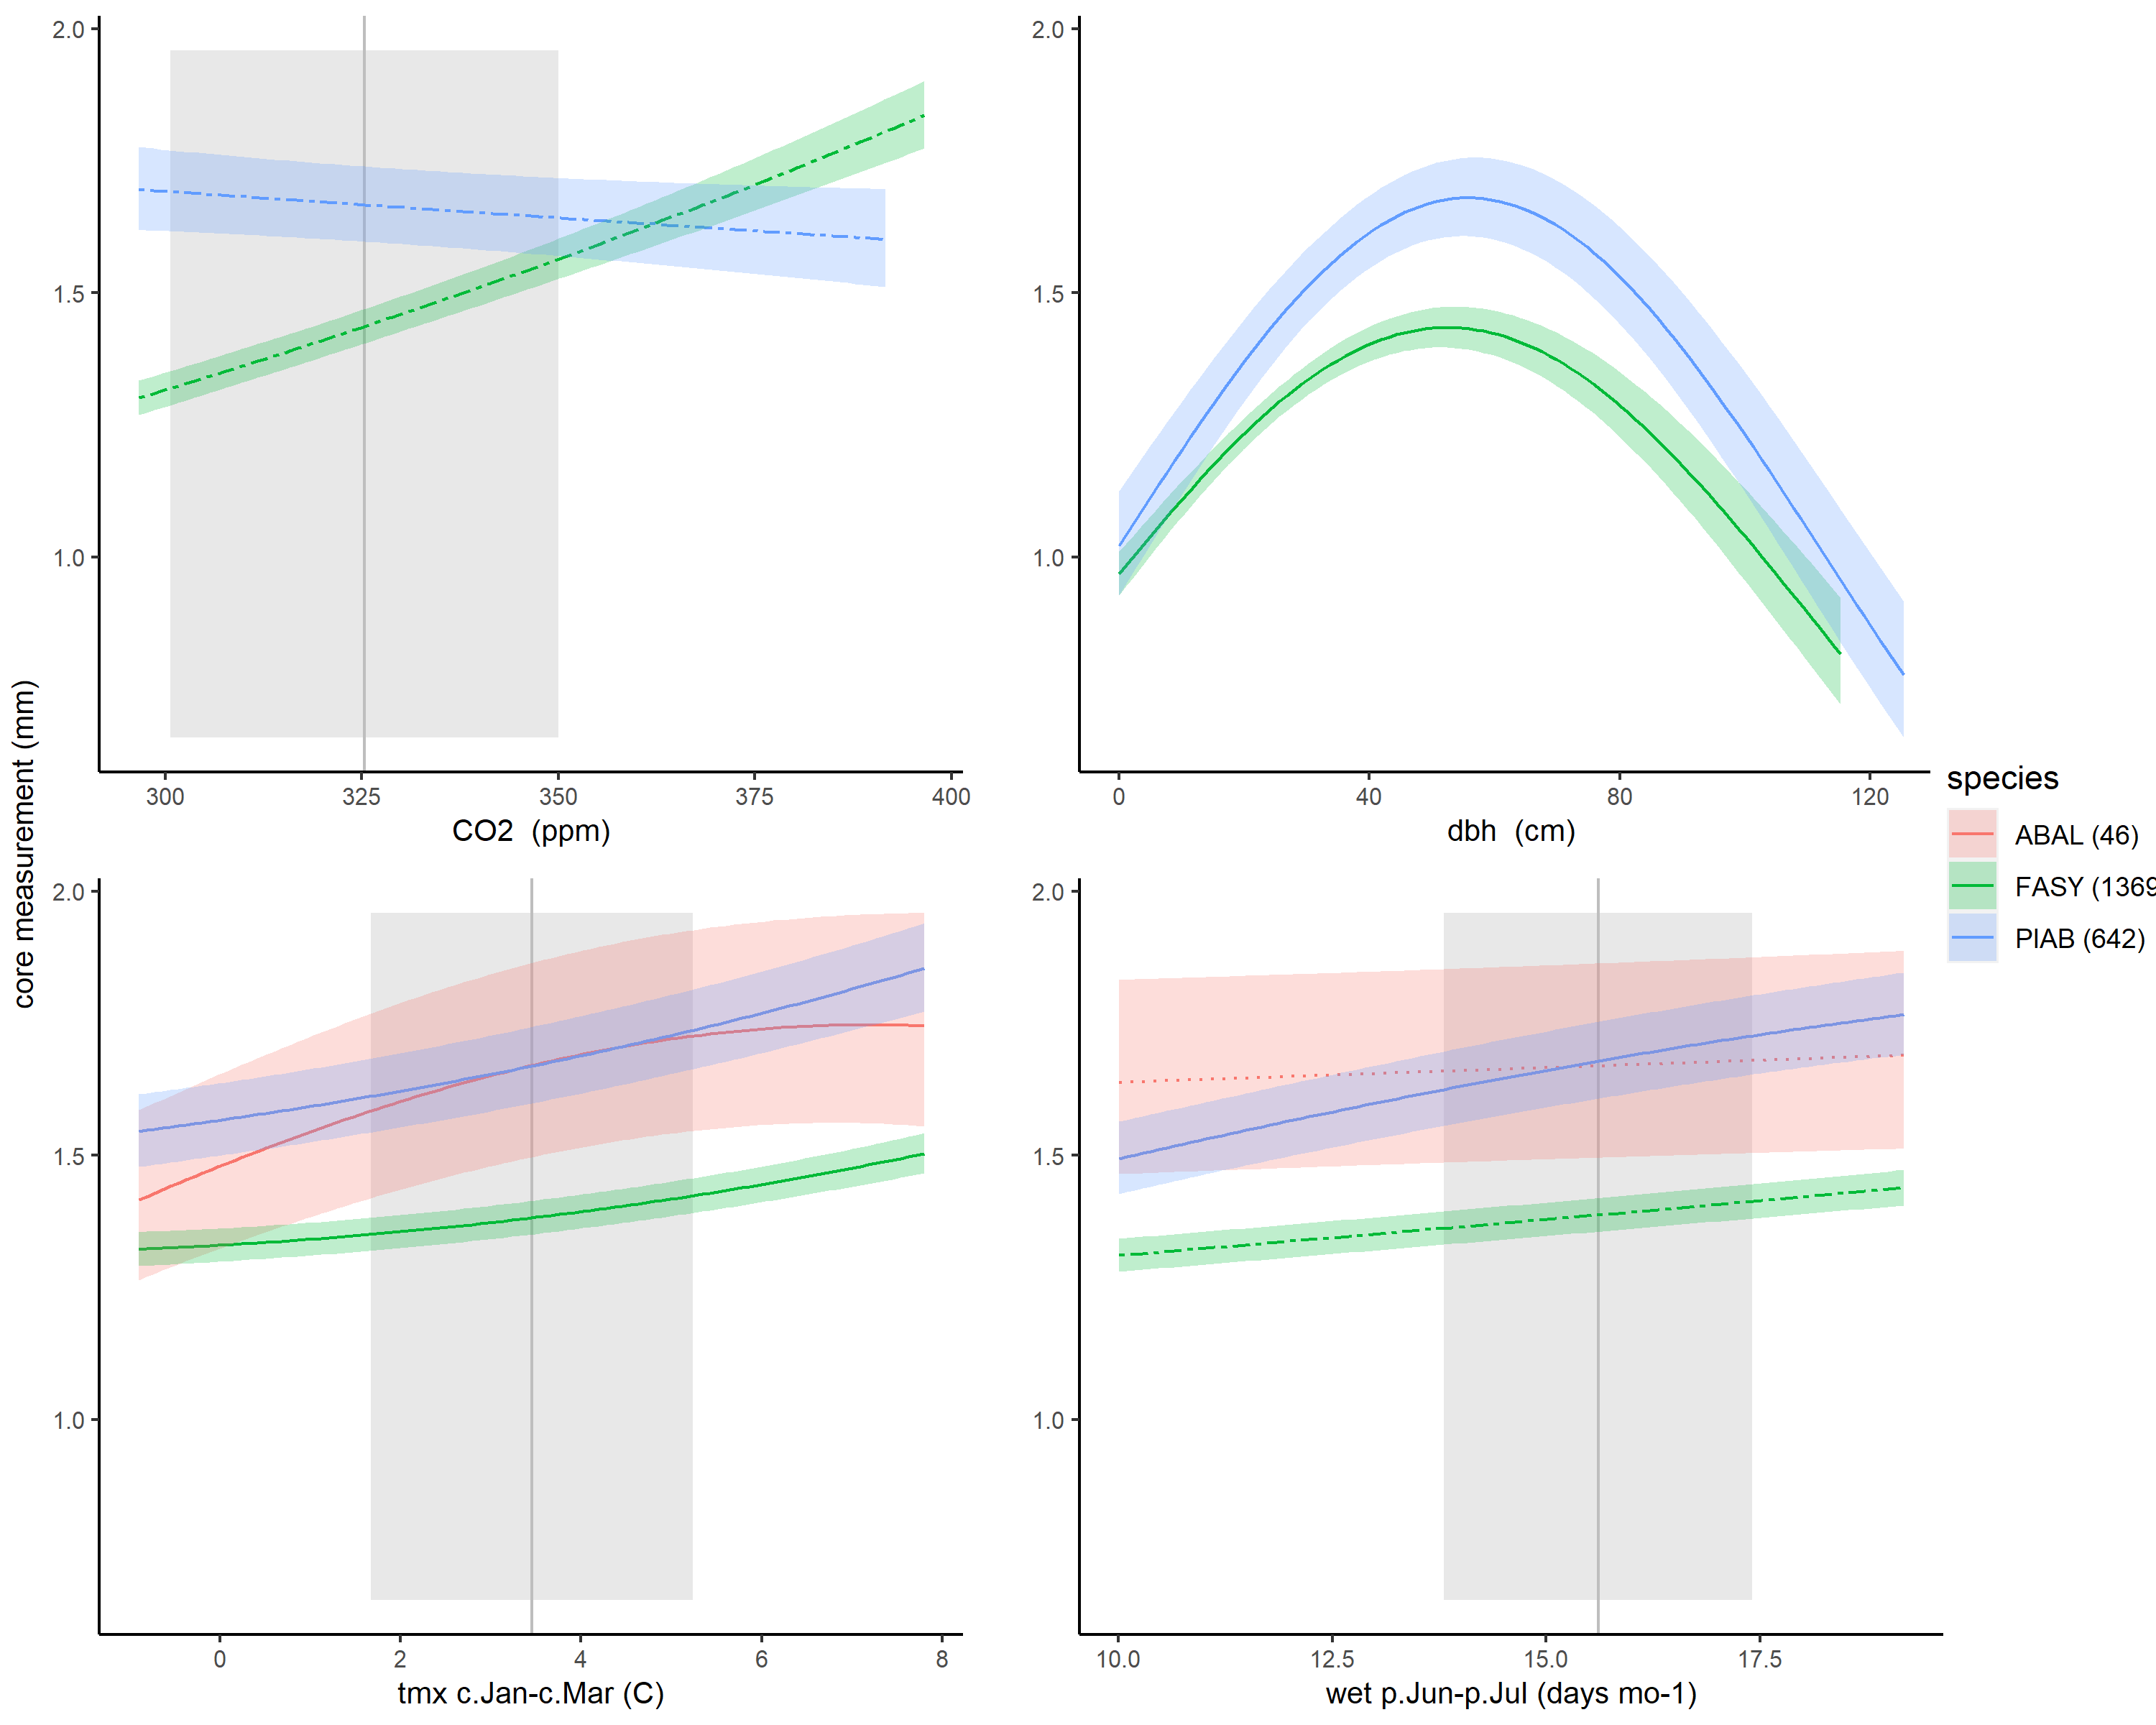 core measurement (mm)
2.0
1.5
1.0
300 325 350 375 400
CO2 (ppm)
2.0
1.5
1.0
0 40 80 120
dbh (cm)
2.0
1.5
1.0
0 2 4 6 8
tmx c.Jan-c.Mar (C)
2.0
1.5
1.0
10.0 12.5 15.0 17.5
wet p.Jun-p.Jul (days mo-1)
species
ABAL (46)
FASY (1369
PIAB (642)